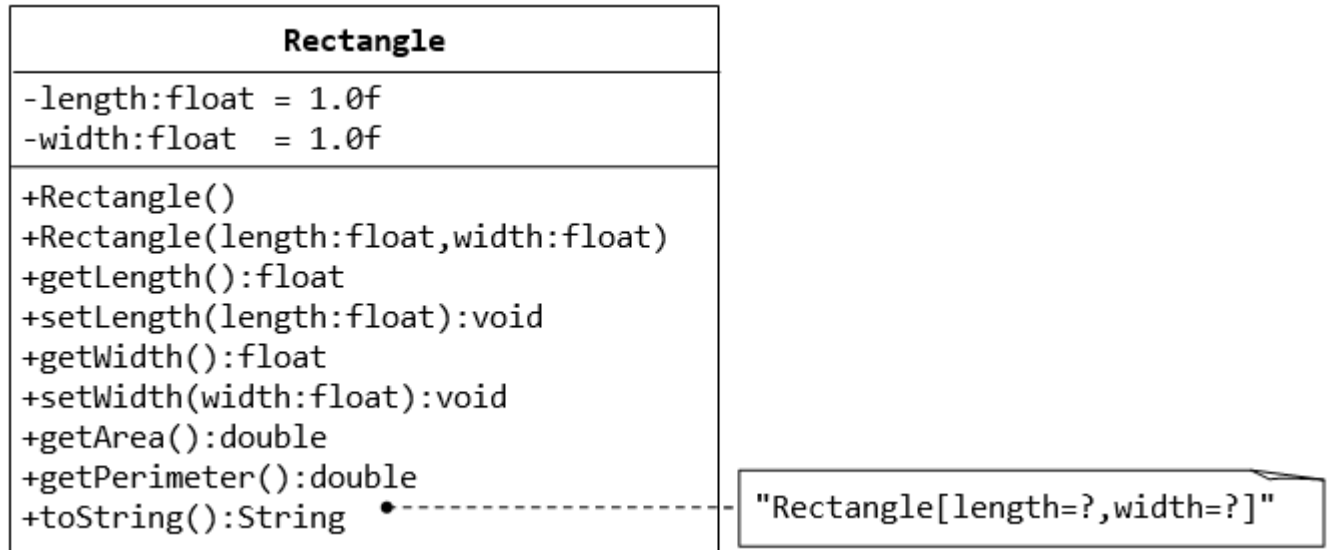 Rectangle
-length:float = 1.0f
-width:float  = 1.0f
+Rectangle()
+Rectangle(length:float,width:float)
+getLength():float
+setLength(length:float):void
+getWidth():float
+setWidth(width:float):void
+getArea():double
+getPerimeter():double
+toString():String
"Rectangle[length=?,width=?]"